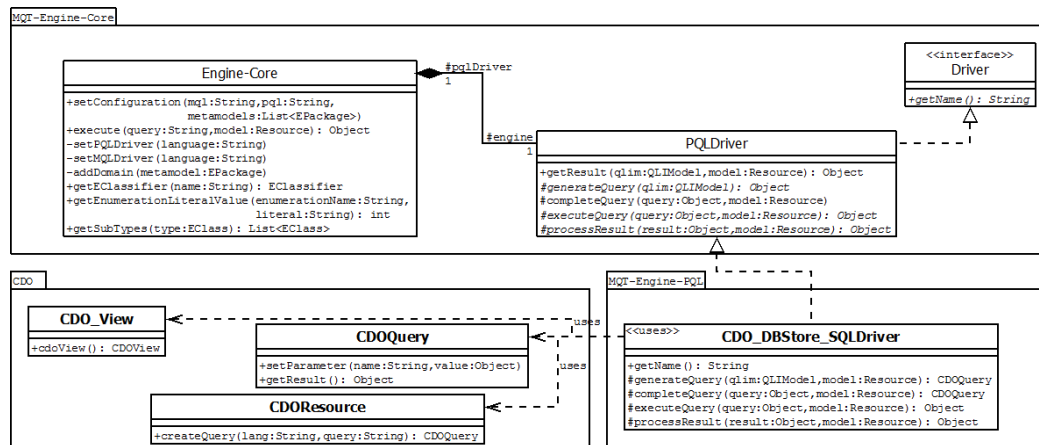 MQT-Engine-Core
Engine-Core
+setConfiguration(mql:String,pql:String,
metamodels:List<EPackage>)
+execute(query:String,model:Resource): Object
-setPQLDriver(language:String)
-setMQLDriver(language:String)
-addDomain(metamodel:EPackage)
+getEClassifier(name:String): EClassifier
+getEnumerationLiteralValue(enumerationName:String,
literal:String): int
+getSubTypes(type:EClass): List<EClass>
#pqlDriver
1
#engine
1
<<interface>>
Driver
+getName(): String
PQLDriver
+getResult(qlim:QLIModel,model:Resource): Object
#generateQuery(qlim:QLIModel): Object
#completeQuery(query:Object,model:Resource)
#executeQuery(query:Object,model:Resource): Object
#processResult(result:Object,model:Resource): Object
CDO
CDO_View
+cdoView(): CDOView
CDOQuery
+setParameter(name:String,value:Object)
+getResult(): Object
CDOResource
+createQuery(lang:String,query:String): CDOQuery
uses
uses
MQT-Engine-PQL
<<uses>>
CDO_DBStore_SQLDriver
+getName(): String
#generateQuery(qlim:QLIModel,model:Resource): CDOQuery
#completeQuery(query:Object,model:Resource): CDOQuery
#executeQuery(query:Object,model:Resource): Object
#processResult(result:Object,model:Resource): Object